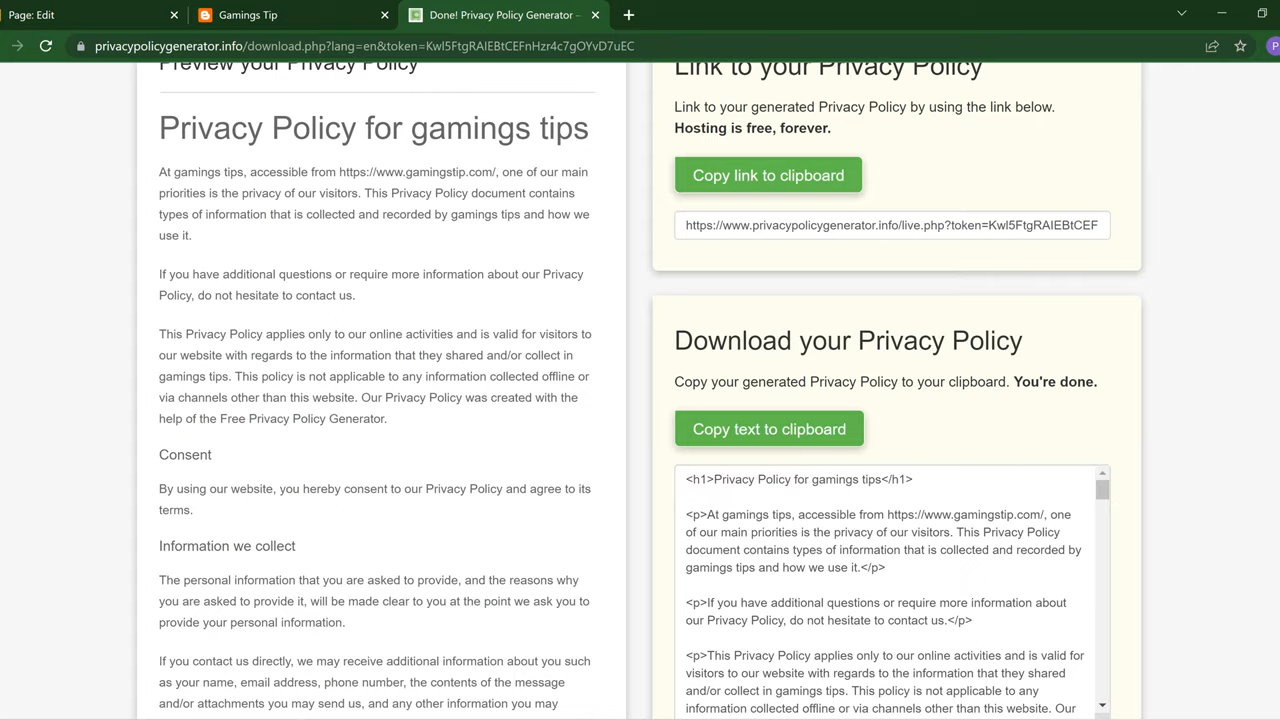 Page: Edit
Gamings Tip
Done! Privacy Policy Generator –
privacypolicygenerator.info/download.php?lang=en&token=Kwl5FtgRAIEBtCEFnHzr4c7gOYvD7uEC
Preview your Privacy Policy
Privacy Policy for gamings tips
At gamings tips, accessible from https://www.gamingstip.com/, one of our main
priorities is the privacy of our visitors. This Privacy Policy document contains
types of information that is collected and recorded by gamings tips and how we
use it.
If you have additional questions or require more information about our Privacy
Policy, do not hesitate to contact us.
This Privacy Policy applies only to our online activities and is valid for visitors to
our website with regards to the information that they shared and/or collect in
gamings tips. This policy is not applicable to any information collected offline or
via channels other than this website. Our Privacy Policy was created with the
help of the Free Privacy Policy Generator.
Consent
By using our website, you hereby consent to our Privacy Policy and agree to its
terms.
Information we collect
The personal information that you are asked to provide, and the reasons why
you are asked to provide it, will be made clear to you at the point we ask you to
provide your personal information.
If you contact us directly, we may receive additional information about you such
as your name, email address, phone number, the contents of the message
and/or attachments you may send us, and any other information you may
Link to your Privacy Policy
Link to your generated Privacy Policy by using the link below.
Hosting is free, forever.
Copy link to clipboard
https://www.privacypolicygenerator.info/live.php?token=Kwl5FtgRAIEBtCEF
Download your Privacy Policy
Copy your generated Privacy Policy to your clipboard. You're done.
Copy text to clipboard
<h1>Privacy Policy for gamings tips</h1>
<p>At gamings tips, accessible from https://www.gamingstip.com/, one
of our main priorities is the privacy of our visitors. This Privacy Policy
document contains types of information that is collected and recorded by
gamings tips and how we use it.</p>
<p>If you have additional questions or require more information about
our Privacy Policy, do not hesitate to contact us.</p>
<p>This Privacy Policy applies only to our online activities and is valid for
visitors to our website with regards to the information that they shared
and/or collect in gamings tips. This policy is not applicable to any
information collected offline or via channels other than this website. Our